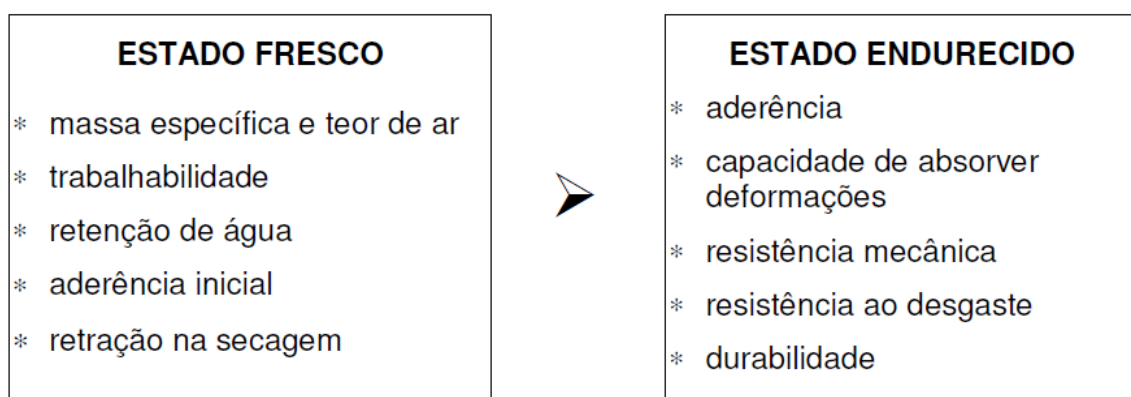 ESTADO FRESCO
* massa específica e teor de ar
* trabalhabilidade
* retenção de água
* aderência inicial
* retração na secagem
ESTADO ENDURECIDO
* aderência
* capacidade de absorver
deformações
* resistência mecânica
* resistência ao desgaste
* durabilidade